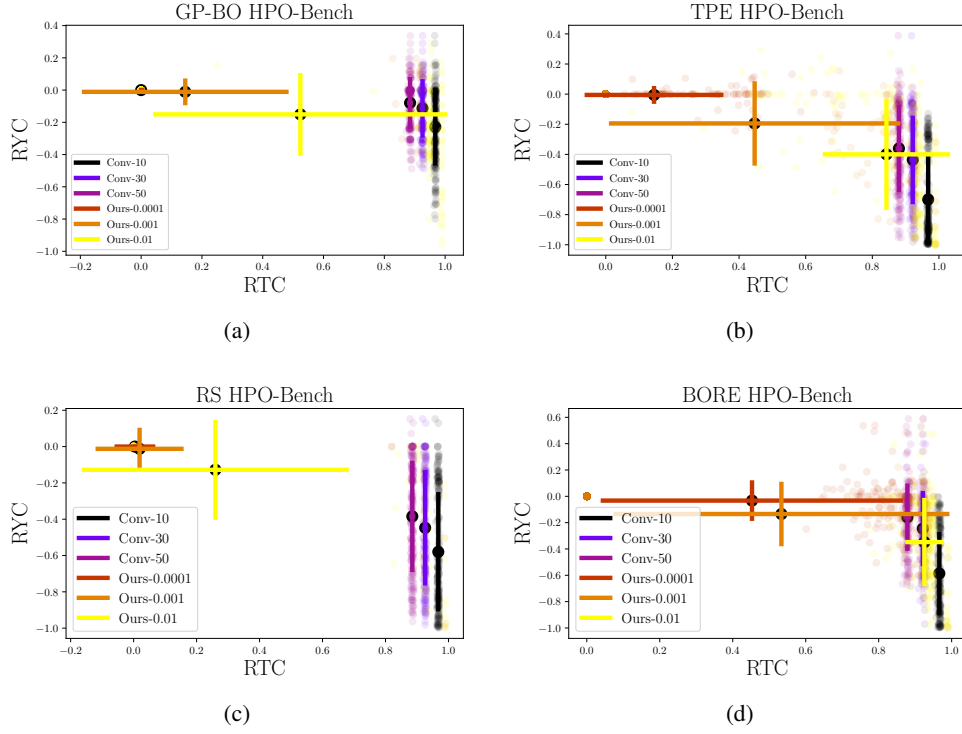 GP-BO HPO-Bench
0.4
0.2
0.0
−0.2
−0.4
−0.6
−0.8
−1.0
RYC
Conv-10
Conv-30
Conv-50
Ours-0.0001
Ours-0.001
Ours-0.01
−0.2 0.0 0.2 0.4 0.6 0.8 1.0
RTC
(a)
TPE HPO-Bench
0.4
0.2
0.0
−0.2
−0.4
−0.6
−0.8
−1.0
RYC
Conv-10
Conv-30
Conv-50
Ours-0.0001
Ours-0.001
Ours-0.01
0.0 0.2 0.4 0.6 0.8 1.0
RTC
(b)
RS HPO-Bench
0.2
0.0
−0.2
−0.4
−0.6
−0.8
−1.0
RYC
Conv-10
Conv-30
Conv-50
Ours-0.0001
Ours-0.001
Ours-0.01
−0.2 0.0 0.2 0.4 0.6 0.8 1.0
RTC
(c)
BORE HPO-Bench
0.6
0.4
0.2
0.0
−0.2
−0.4
−0.6
−0.8
−1.0
RYC
Conv-10
Conv-30
Conv-50
Ours-0.0001
Ours-0.001
Ours-0.01
0.0 0.2 0.4 0.6 0.8 1.0
RTC
(d)